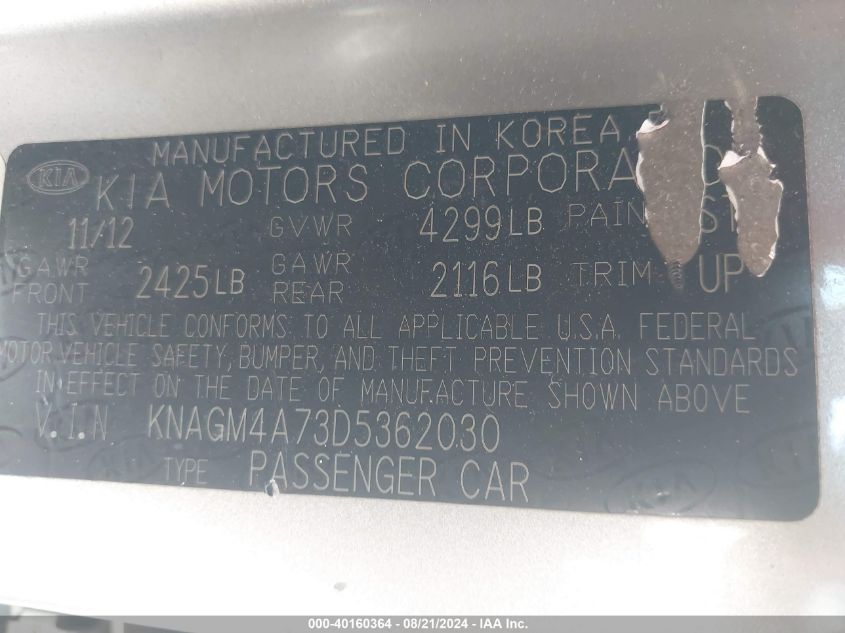 MANUFACTURED IN KOREA
KIA
KIA MOTORS CORPORA
11/12 GVWR 4299LB PAIN ST
GAWR FRONT 2425LB GAWR REAR 2116LB TRIM UP
THIS VEHICLE CONFORMS TO ALL APPLICABLE U.S.A. FEDERAL
MOTOR VEHICLE SAFETY, BUMPER, AND THEFT PREVENTION STANDARDS
IN EFFECT ON THE DATE OF MANUFACTURE SHOWN ABOVE
V.I.N KNAGM4A73D5362030
TYPE PASSENGER CAR
000-40160364 - 08/21/2024 - IAA Inc.